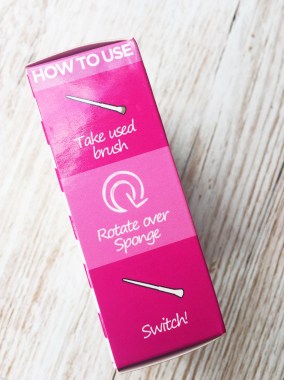 HOW TO USE
Take used
brush
Rotate over
Sponge
Switch!